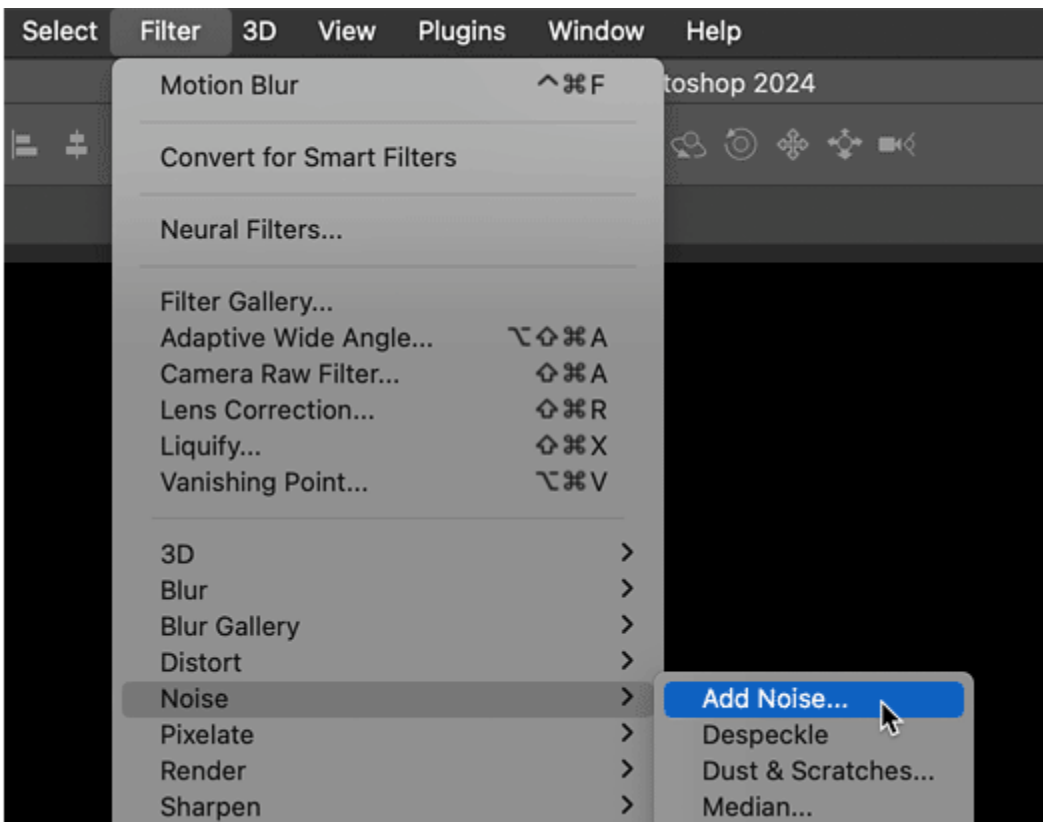 Select Filter 3D View Plugins Window Help
toshop 2024
Motion Blur ^⌘F
Convert for Smart Filters
Neural Filters...
Filter Gallery...
Adaptive Wide Angle... ⌥⇧⌘A
Camera Raw Filter... ⇧⌘A
Lens Correction... ⇧⌘R
Liquify... ⇧⌘X
Vanishing Point... ⌥⌘V
3D
Blur
Blur Gallery
Distort
Noise
Pixelate
Render
Sharpen
Add Noise...
Despeckle
Dust & Scratches...
Median...